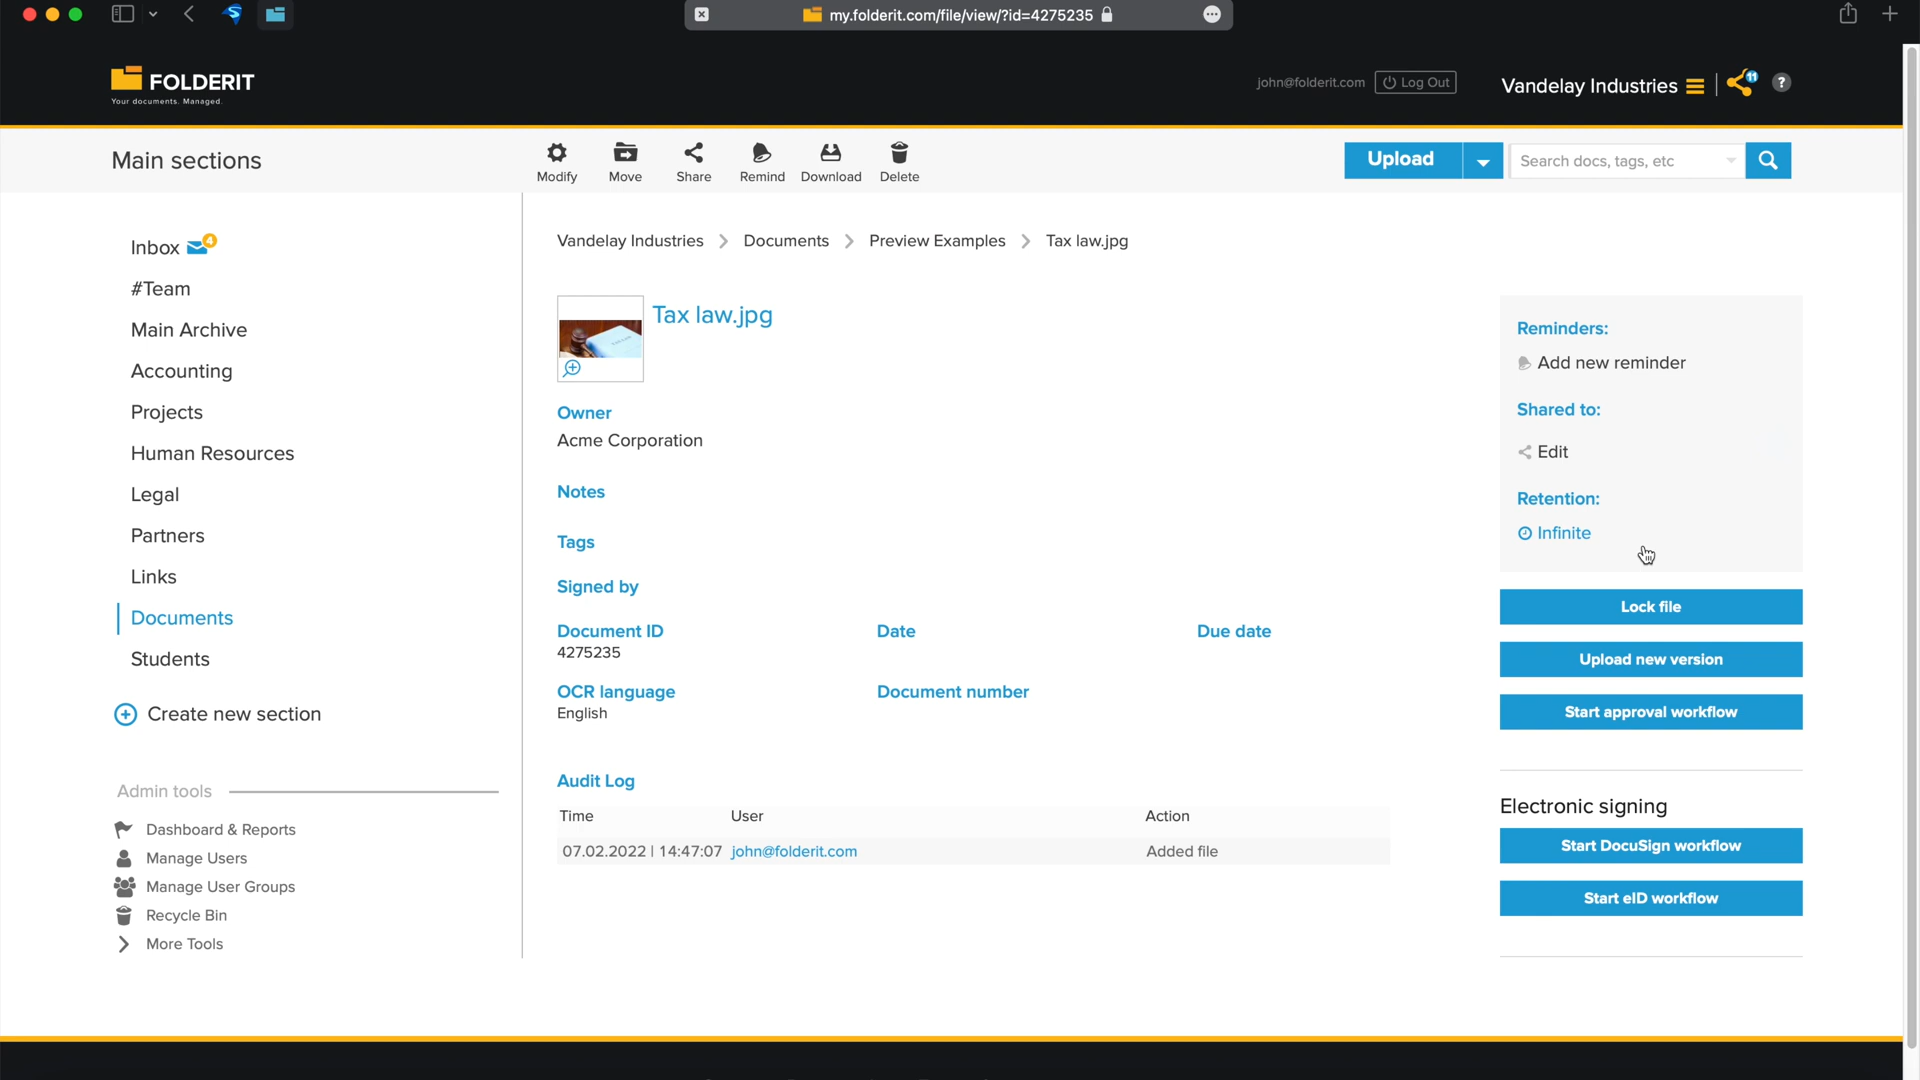 my.folderit.com/file/view/?id=4275235
FOLDERIT
Your documents. Managed.
john@folderit.com
Log Out
Vandelay Industries
11
?
Main sections
Modify
Move
Share
Remind
Download
Delete
Upload
Search docs, tags, etc
Inbox 4
#Team
Main Archive
Accounting
Projects
Human Resources
Legal
Partners
Links
Documents
Students
Create new section
Admin tools
Dashboard & Reports
Manage Users
Manage User Groups
Recycle Bin
More Tools
Vandelay Industries > Documents > Preview Examples > Tax law.jpg
Tax law.jpg
Owner
Acme Corporation
Notes
Tags
Signed by
Document ID
4275235
Date
Due date
OCR language
English
Document number
Audit Log
Time User Action
07.02.2022 | 14:47:07 john@folderit.com Added file
Reminders:
Add new reminder
Shared to:
Edit
Retention:
Infinite
Lock file
Upload new version
Start approval workflow
Electronic signing
Start DocuSign workflow
Start eID workflow